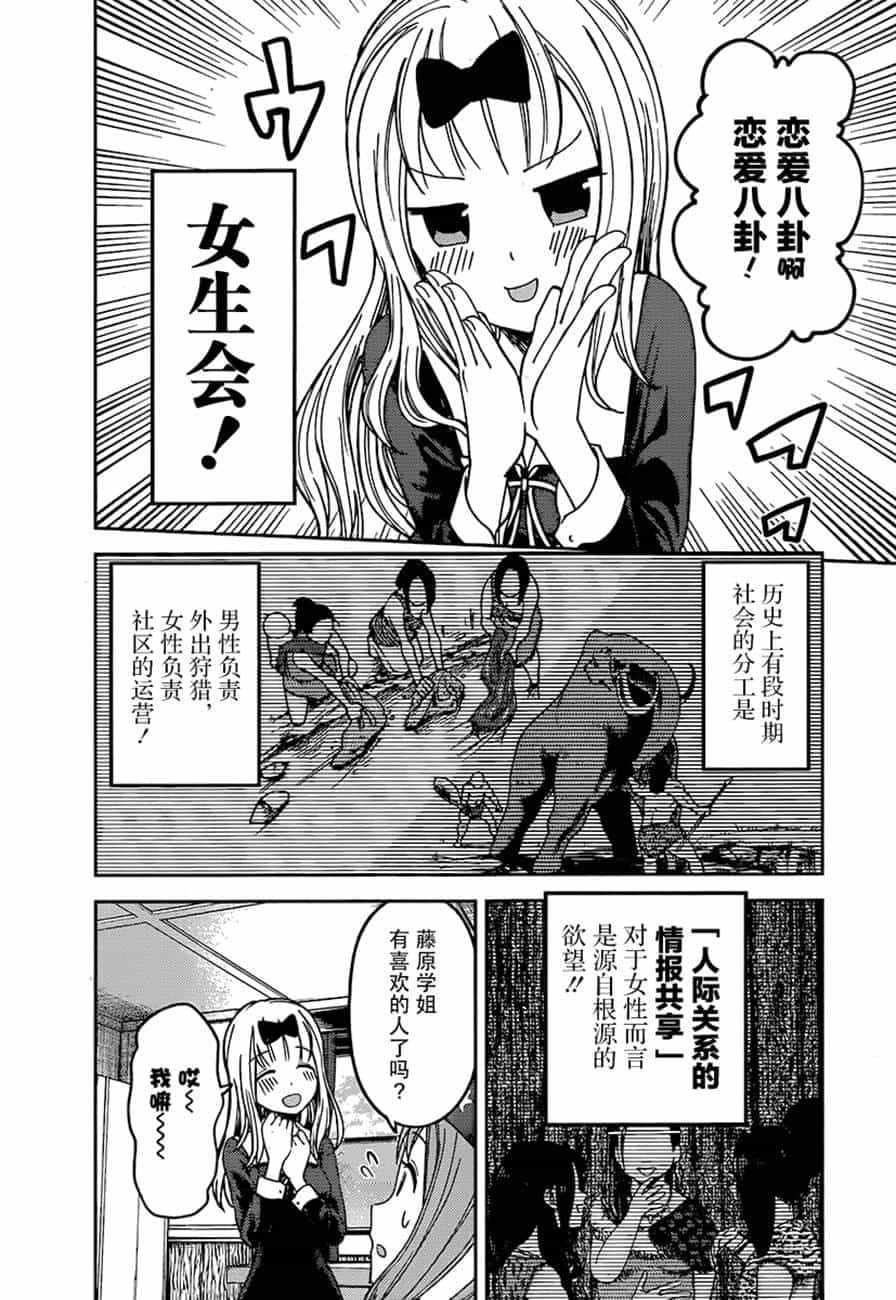 恋爱八卦啊
恋爱八卦！
女生会！
历史上有段时期
社会的分工是
男性负责
外出狩猎，
女性负责
社区的运营！
「人际关系的
情报共享」
对于女性而言
是源自根源的
欲望！！
藤原学姐
有喜欢的人了吗？
哎~
我嘛~~